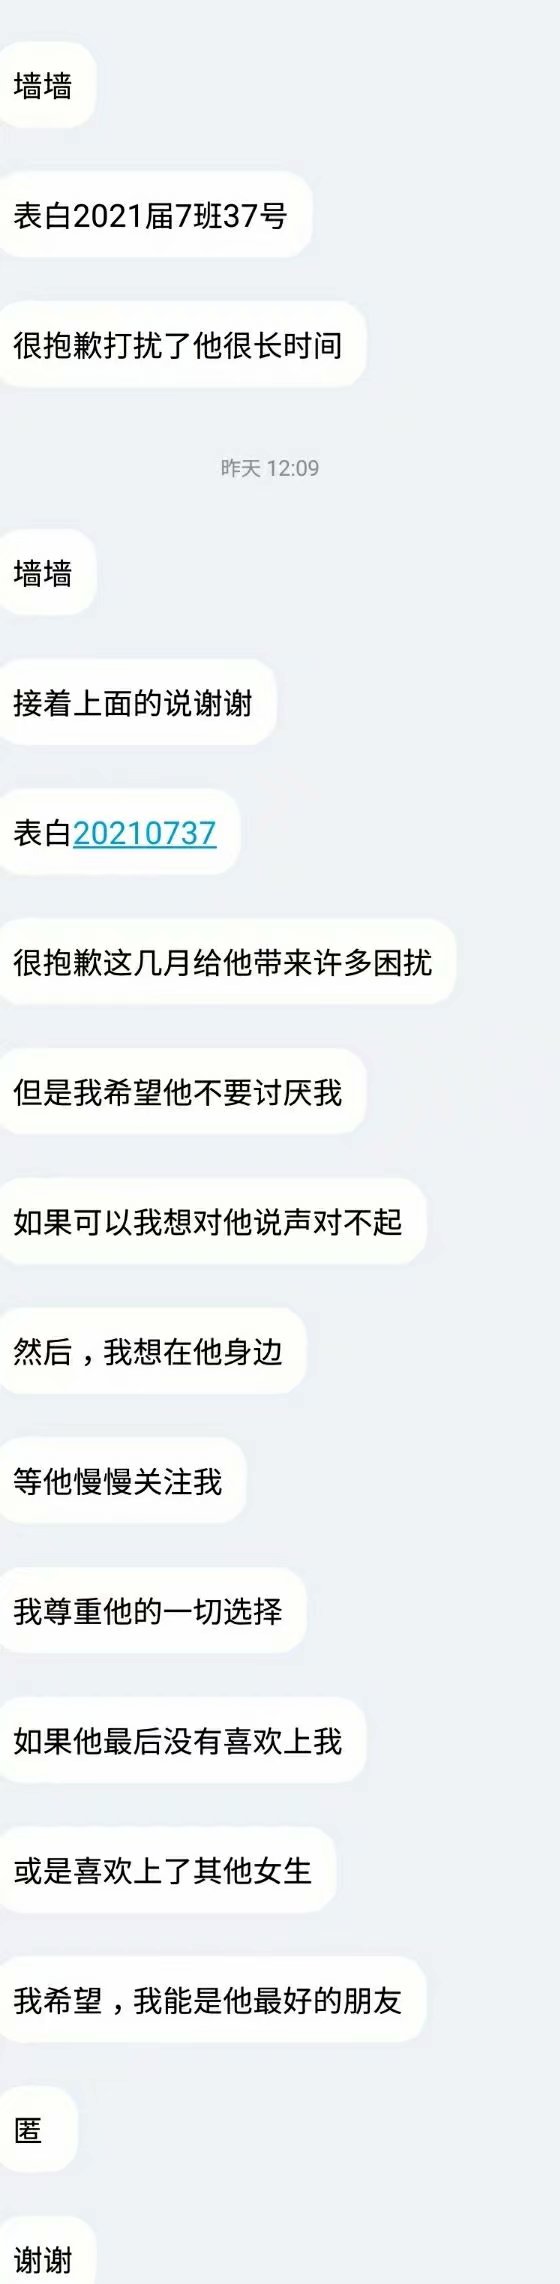 墙墙
表白2021届7班37号
很抱歉打扰了他很长时间
昨天 12:09
墙墙
接着上面的说谢谢
表白20210737
很抱歉这几月给他带来许多困扰
但是我希望他不要讨厌我
如果可以我想对他说声对不起
然后，我想在他身边
等他慢慢关注我
我尊重他的一切选择
如果他最后没有喜欢上我
或是喜欢上了其他女生
我希望，我能是他最好的朋友
匿
谢谢